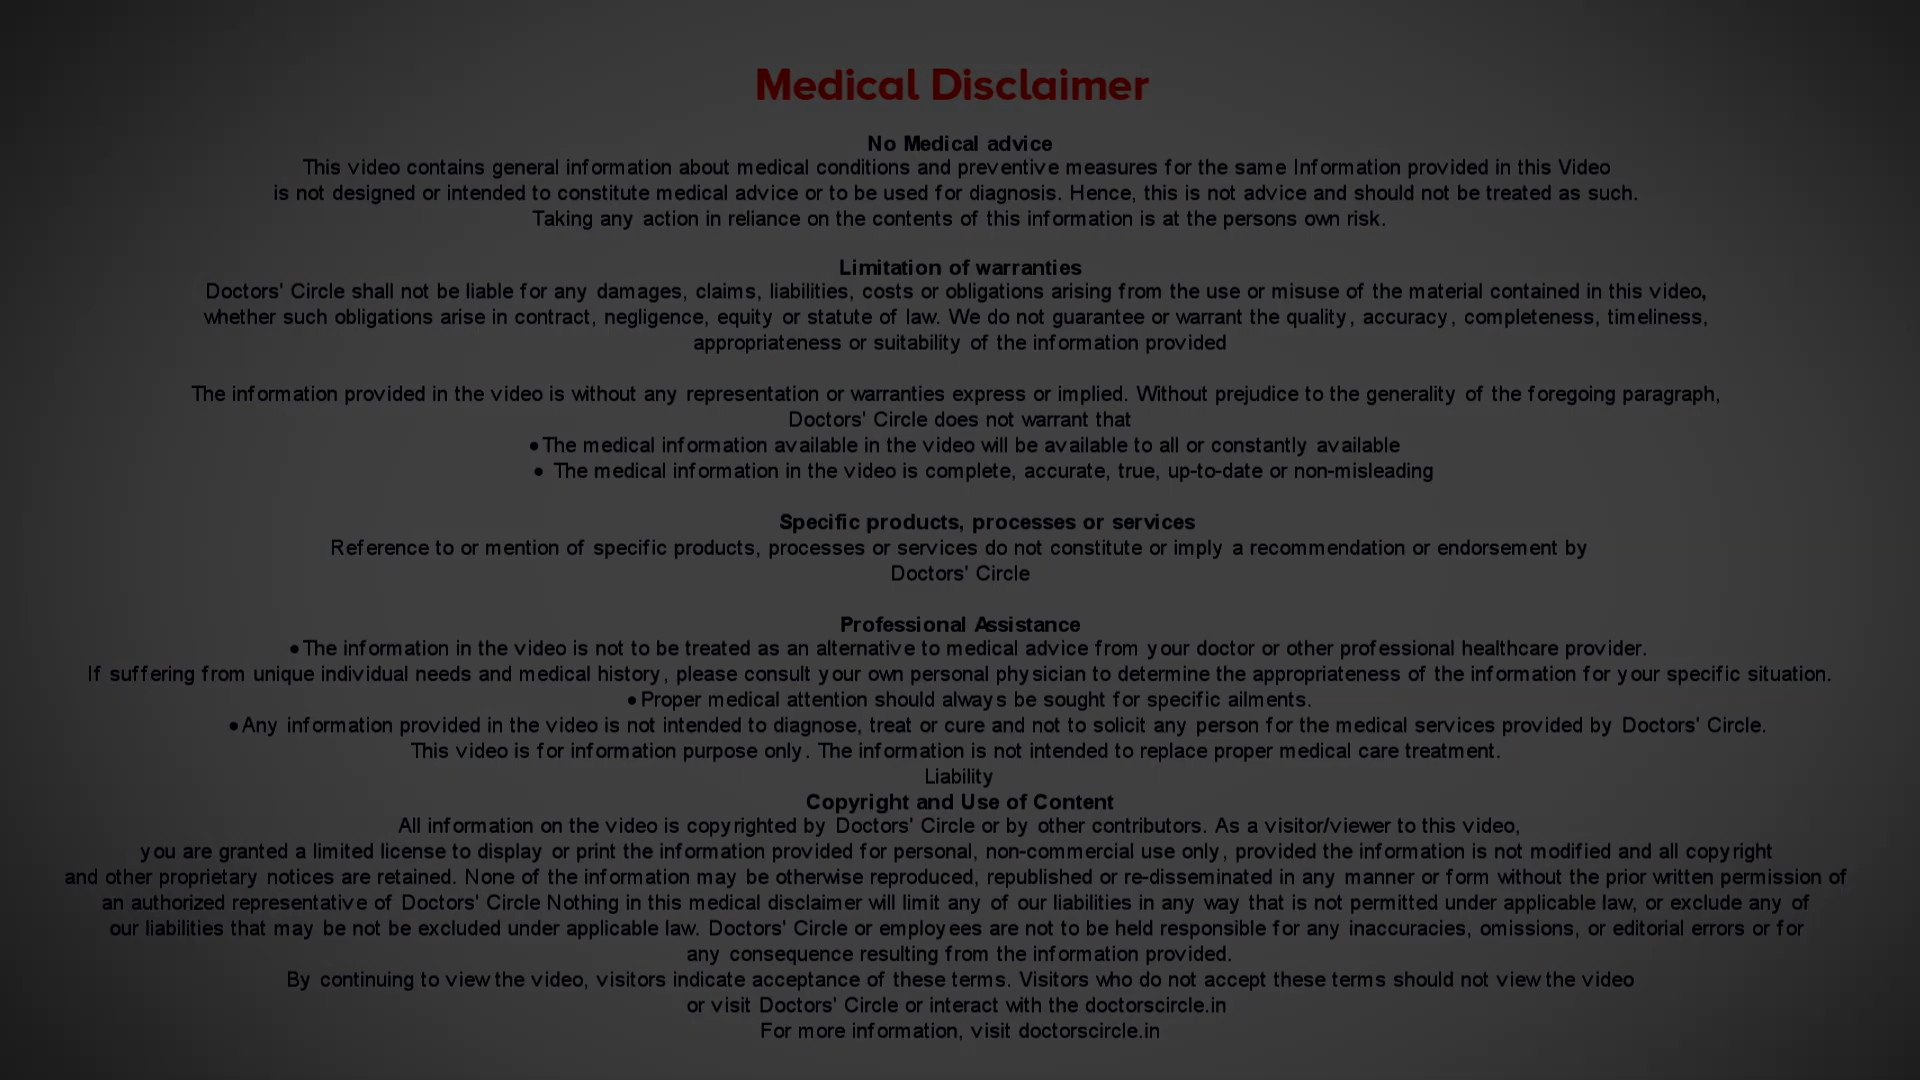 Medical Disclaimer
No Medical advice
This video contains general information about medical conditions and preventive measures for the same Information provided in this Video
is not designed or intended to constitute medical advice or to be used for diagnosis. Hence, this is not advice and should not be treated as such.
Taking any action in reliance on the contents of this information is at the persons own risk.
Limitation of warranties
Doctors' Circle shall not be liable for any damages, claims, liabilities, costs or obligations arising from the use or misuse of the material contained in this video,
whether such obligations arise in contract, negligence, equity or statute of law. We do not guarantee or warrant the quality, accuracy, completeness, timeliness,
appropriateness or suitability of the information provided
The information provided in the video is without any representation or warranties express or implied. Without prejudice to the generality of the foregoing paragraph,
Doctors' Circle does not warrant that
•The medical information available in the video will be available to all or constantly available
• The medical information in the video is complete, accurate, true, up-to-date or non-misleading
Specific products, processes or services
Reference to or mention of specific products, processes or services do not constitute or imply a recommendation or endorsement by
Doctors' Circle
Professional Assistance
•The information in the video is not to be treated as an alternative to medical advice from your doctor or other professional healthcare provider.
If suffering from unique individual needs and medical history, please consult your own personal physician to determine the appropriateness of the information for your specific situation.
•Proper medical attention should always be sought for specific ailments.
•Any information provided in the video is not intended to diagnose, treat or cure and not to solicit any person for the medical services provided by Doctors' Circle.
This video is for information purpose only. The information is not intended to replace proper medical care treatment.
Liability
Copyright and Use of Content
All information on the video is copyrighted by Doctors' Circle or by other contributors. As a visitor/viewer to this video,
you are granted a limited license to display or print the information provided for personal, non-commercial use only, provided the information is not modified and all copyright
and other proprietary notices are retained. None of the information may be otherwise reproduced, republished or re-disseminated in any manner or form without the prior written permission of
an authorized representative of Doctors' Circle Nothing in this medical disclaimer will limit any of our liabilities in any way that is not permitted under applicable law, or exclude any of
our liabilities that may be not be excluded under applicable law. Doctors' Circle or employees are not to be held responsible for any inaccuracies, omissions, or editorial errors or for
any consequence resulting from the information provided.
By continuing to view the video, visitors indicate acceptance of these terms. Visitors who do not accept these terms should not view the video
or visit Doctors' Circle or interact with the doctorscircle.in
For more information, visit doctorscircle.in